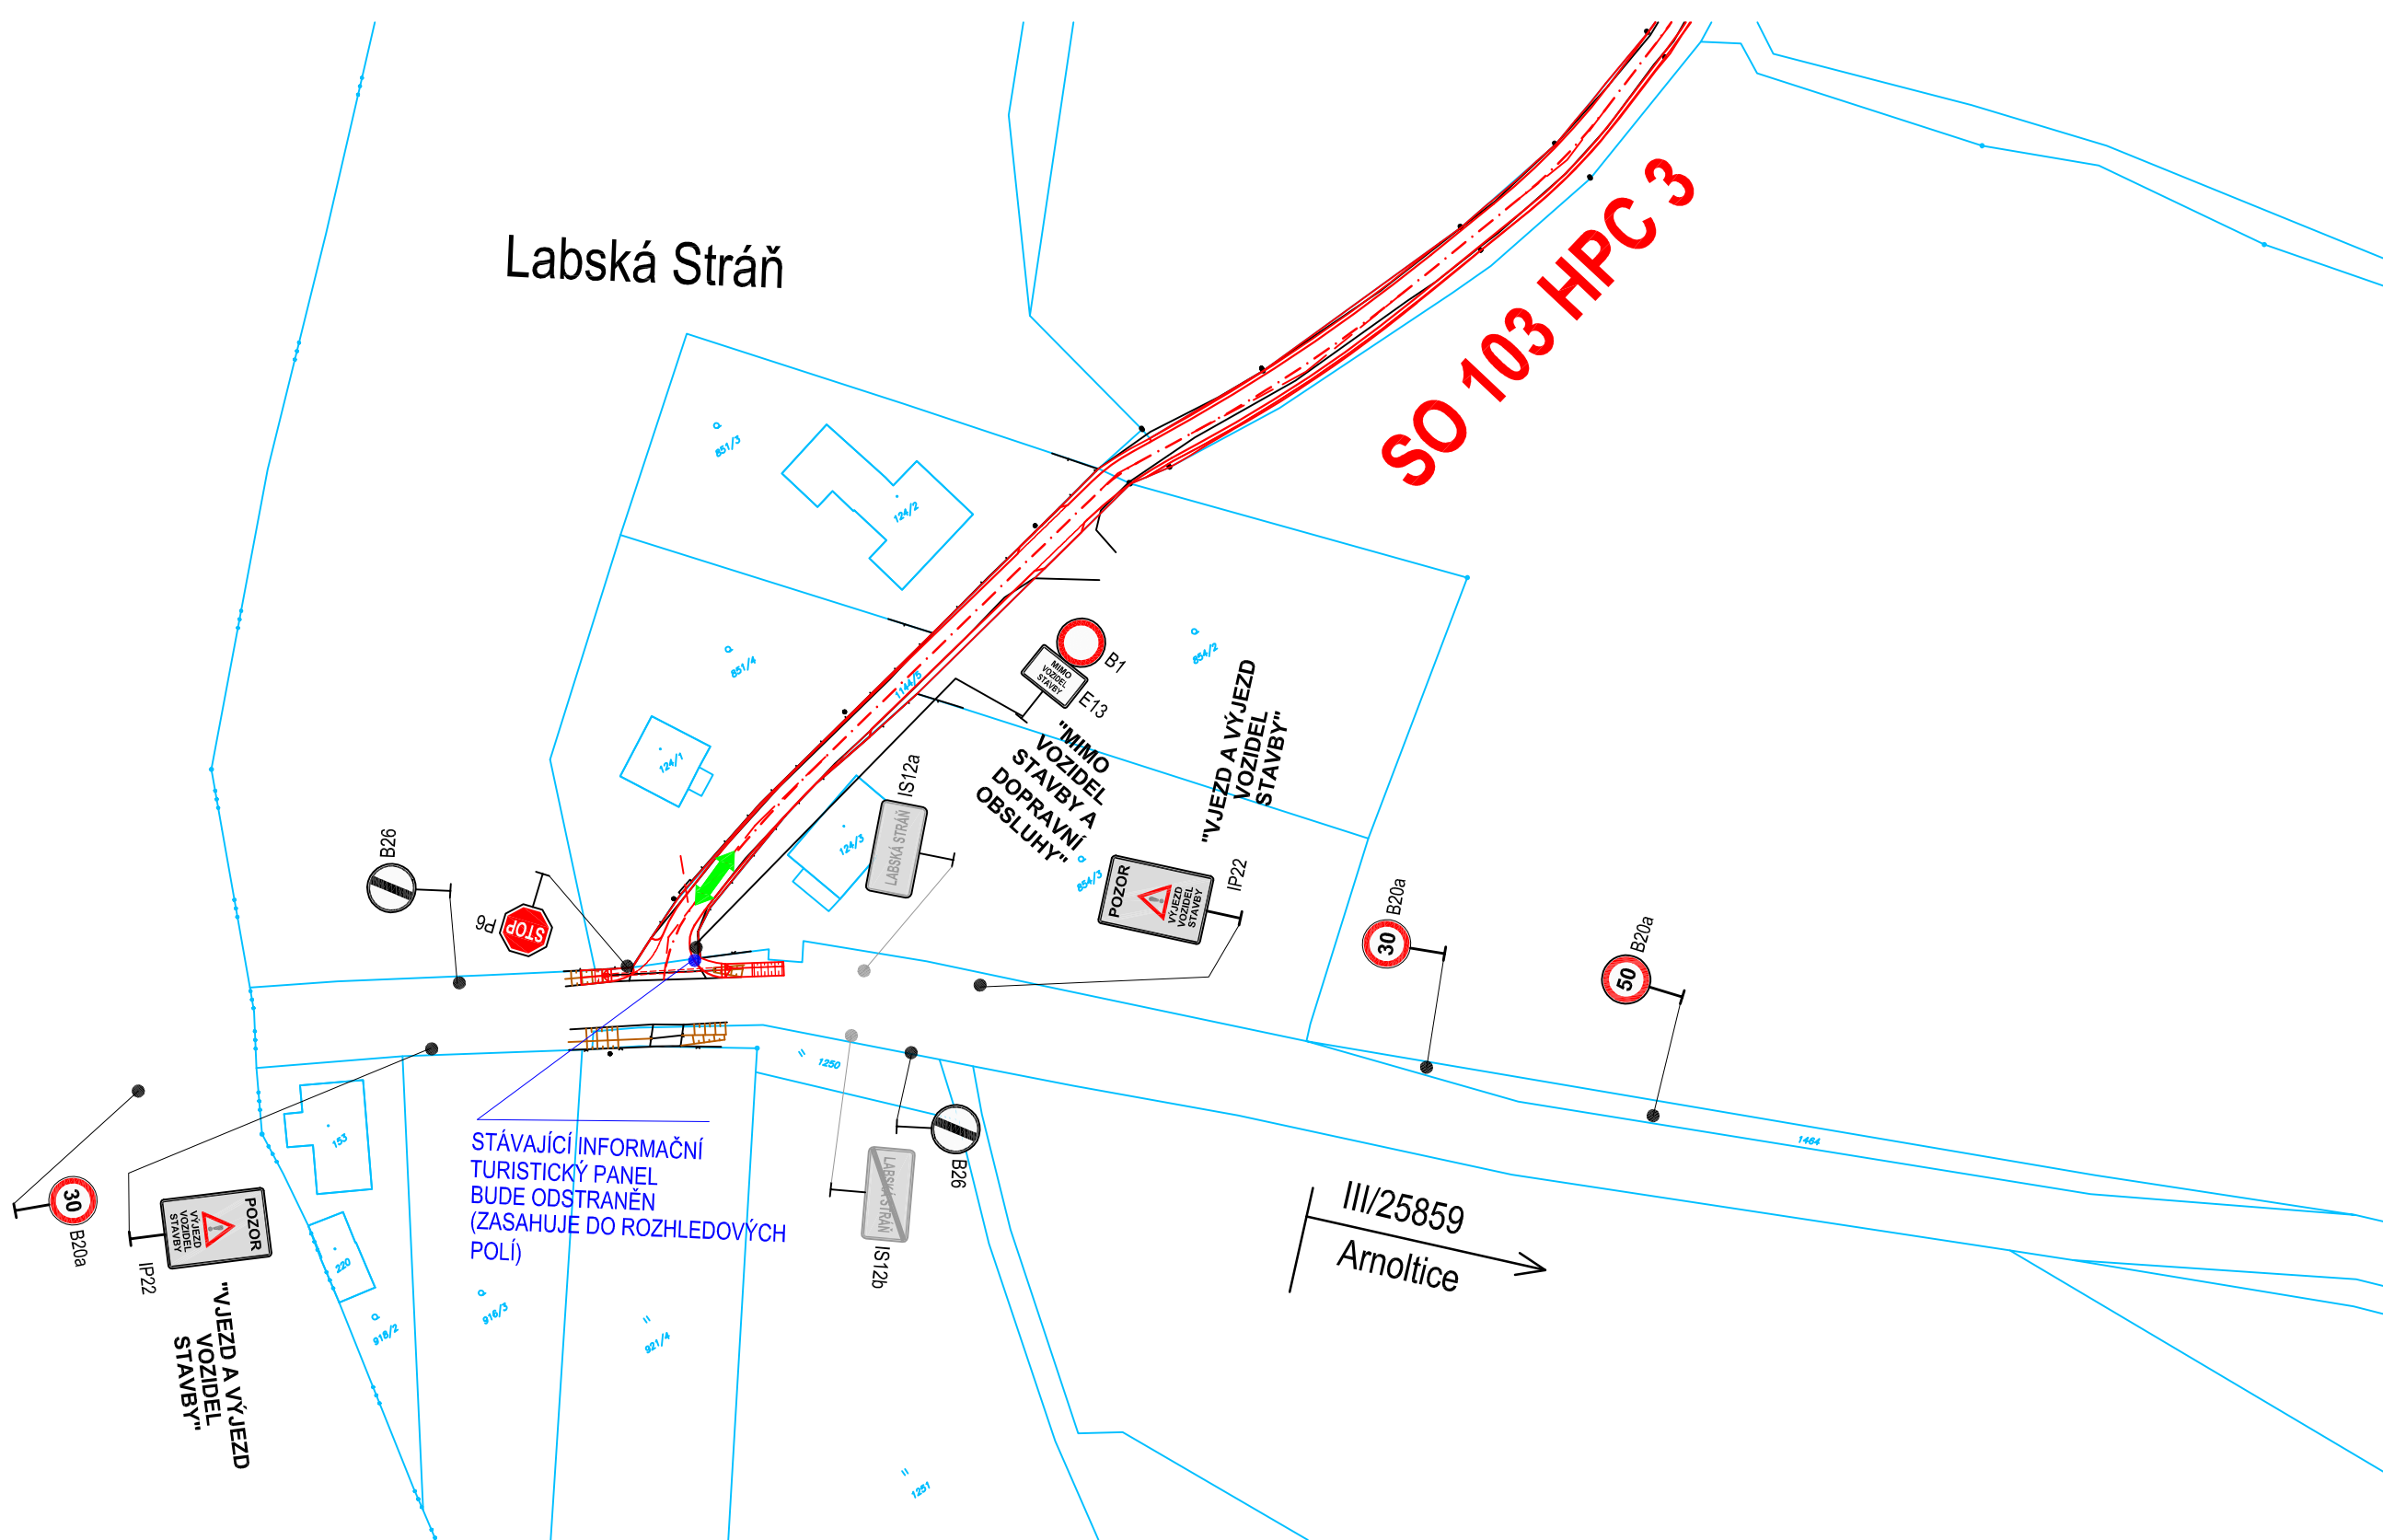 Labská Stráň
SO 103 HPC 3
851/3
124/2
851/4
1144/5
124/1
124/3
854/2
854/3
B1
MIMO
VOZIDEL
STAVBY
E13
"MIMO
VOZIDEL
STAVBY A
DOPRAVNÍ
OBSLUHY"
"VJEZD A VÝJEZD
VOZIDEL
STAVBY"
IS12a
LABSKÁ STRÁŇ
POZOR
VÝJEZD
VOZIDEL
STAVBY
IP22
B26
P6
STOP
B20a
30
B20a
50
1250
1464
153
220
918/2
916/3
921/4
1251
STÁVAJÍCÍ INFORMAČNÍ
TURISTICKÝ PANEL
BUDE ODSTRANĚN
(ZASAHUJE DO ROZHLEDOVÝCH
POLÍ)
B26
LABSKÁ STRÁŇ
IS12b
III/25859
Arnoltice
30
B20a
POZOR
VÝJEZD
VOZIDEL
STAVBY
IP22
"VJEZD A VÝJEZD
VOZIDEL
STAVBY"